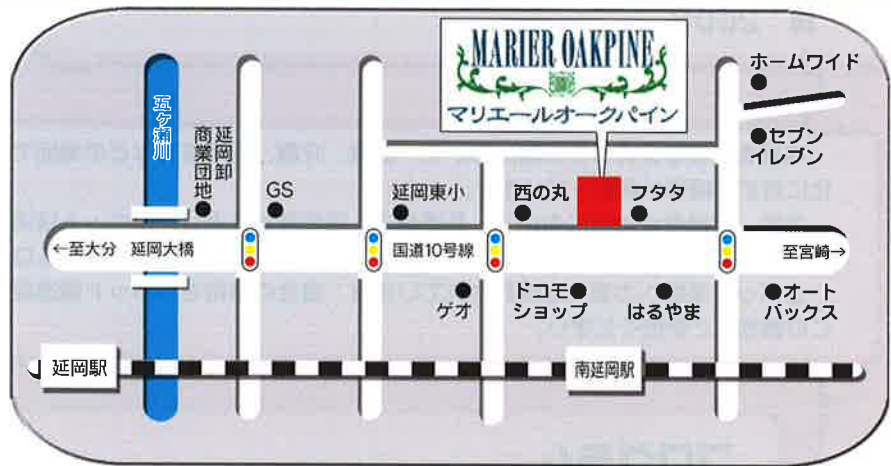 MARIER OAKPINE
マリエールオークパイン
ホームワイド
セブン
イレブン
五ヶ瀬川
延岡卸
商業団地
GS
延岡東小
西の丸
フタタ
←至大分
延岡大橋
国道10号線
至宮崎→
ゲオ
ドコモ
ショップ
はるやま
オート
バックス
延岡駅
南延岡駅